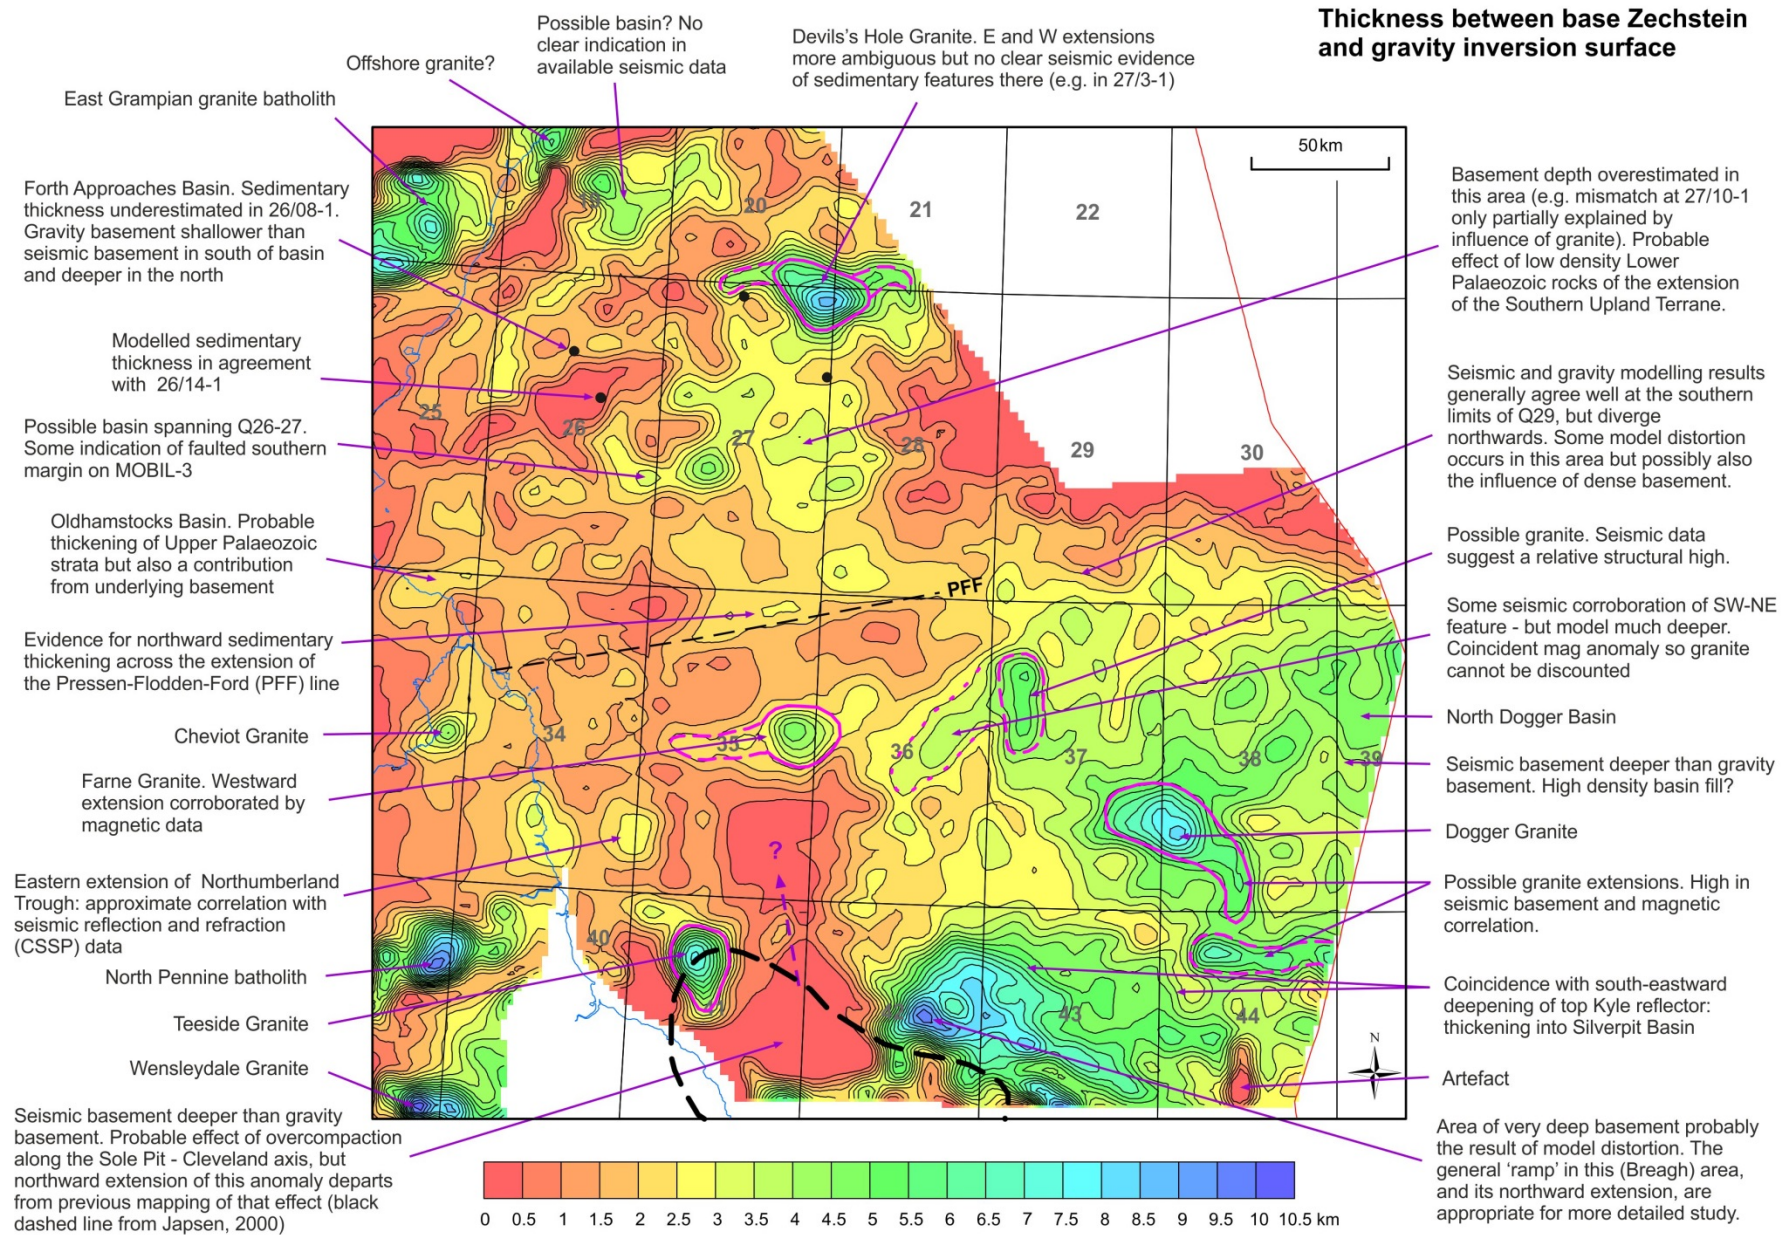 Thickness between base Zechstein
and gravity inversion surface
Possible basin? No
clear indication in
available seismic data
Devils's Hole Granite. E and W extensions
more ambiguous but no clear seismic evidence
of sedimentary features there (e.g. in 27/3-1)
Offshore granite?
East Grampian granite batholith
Forth Approaches Basin. Sedimentary
thickness underestimated in 26/08-1.
Gravity basement shallower than
seismic basement in south of basin
and deeper in the north
Modelled sedimentary
thickness in agreement
with 26/14-1
Possible basin spanning Q26-27.
Some indication of faulted southern
margin on MOBIL-3
Oldhamstocks Basin. Probable
thickening of Upper Palaeozoic
strata but also a contribution
from underlying basement
Evidence for northward sedimentary
thickening across the extension of
the Pressen-Flodden-Ford (PFF) line
Cheviot Granite
Farne Granite. Westward
extension corroborated by
magnetic data
Eastern extension of Northumberland
Trough: approximate correlation with
seismic reflection and refraction
(CSSP) data
North Pennine batholith
Teeside Granite
Wensleydale Granite
Seismic basement deeper than gravity
basement. Probable effect of overcompaction
along the Sole Pit - Cleveland axis, but
northward extension of this anomaly departs
from previous mapping of that effect (black
dashed line from Japsen, 2000)
50 km
19
20
21
22
25
26
27
28
29
30
PFF
34
35
36
37
38
39
?
40
43
44
N
Basement depth overestimated in
this area (e.g. mismatch at 27/10-1
only partially explained by
influence of granite). Probable
effect of low density Lower
Palaeozoic rocks of the extension
of the Southern Upland Terrane.
Seismic and gravity modelling results
generally agree well at the southern
limits of Q29, but diverge
northwards. Some model distortion
occurs in this area but possibly also
the influence of dense basement.
Possible granite. Seismic data
suggest a relative structural high.
Some seismic corroboration of SW-NE
feature - but model much deeper.
Coincident mag anomaly so granite
cannot be discounted
North Dogger Basin
Seismic basement deeper than gravity
basement. High density basin fill?
Dogger Granite
Possible granite extensions. High in
seismic basement and magnetic
correlation.
Coincidence with south-eastward
deepening of top Kyle reflector:
thickening into Silverpit Basin
Artefact
Area of very deep basement probably
the result of model distortion. The
general ‘ramp’ in this (Breagh) area,
and its northward extension, are
appropriate for more detailed study.
0 0.5 1 1.5 2 2.5 3 3.5 4 4.5 5 5.5 6 6.5 7 7.5 8 8.5 9 9.5 10 10.5 km